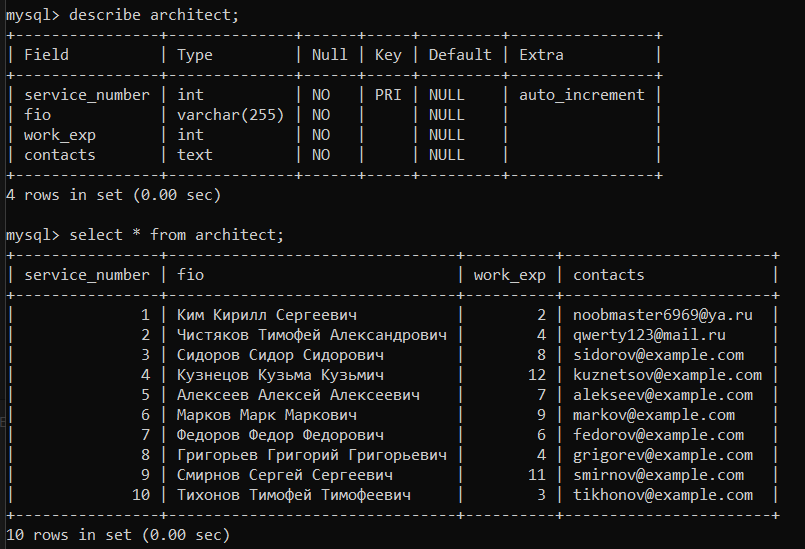 mysql> describe architect;
+----------------+--------------+------+-----+---------+----------------+
| Field          | Type         | Null | Key | Default | Extra          |
+----------------+--------------+------+-----+---------+----------------+
| service_number | int          | NO   | PRI | NULL    | auto_increment |
| fio            | varchar(255) | NO   |     | NULL    |                |
| work_exp       | int          | NO   |     | NULL    |                |
| contacts       | text         | NO   |     | NULL    |                |
+----------------+--------------+------+-----+---------+----------------+
4 rows in set (0.00 sec)
mysql> select * from architect;
+----------------+--------------------------------+----------+-----------------------+
| service_number | fio                            | work_exp | contacts              |
+----------------+--------------------------------+----------+-----------------------+
|              1 | Ким Кирилл Сергеевич           |        2 | noobmaster6969@ya.ru  |
|              2 | Чистяков Тимофей Александрович |        4 | qwerty123@mail.ru     |
|              3 | Сидоров Сидор Сидорович        |        8 | sidorov@example.com   |
|              4 | Кузнецов Кузьма Кузьмич        |       12 | kuznetsov@example.com |
|              5 | Алексеев Алексей Алексеевич    |        7 | alekseev@example.com  |
|              6 | Марков Марк Маркович           |        9 | markov@example.com    |
|              7 | Федоров Федор Федорович        |        6 | fedorov@example.com   |
|              8 | Григорьев Григорий Григорьевич |        4 | grigorev@example.com  |
|              9 | Смирнов Сергей Сергеевич       |       11 | smirnov@example.com   |
|             10 | Тихонов Тимофей Тимофеевич     |        3 | tikhonov@example.com  |
+----------------+--------------------------------+----------+-----------------------+
10 rows in set (0.00 sec)